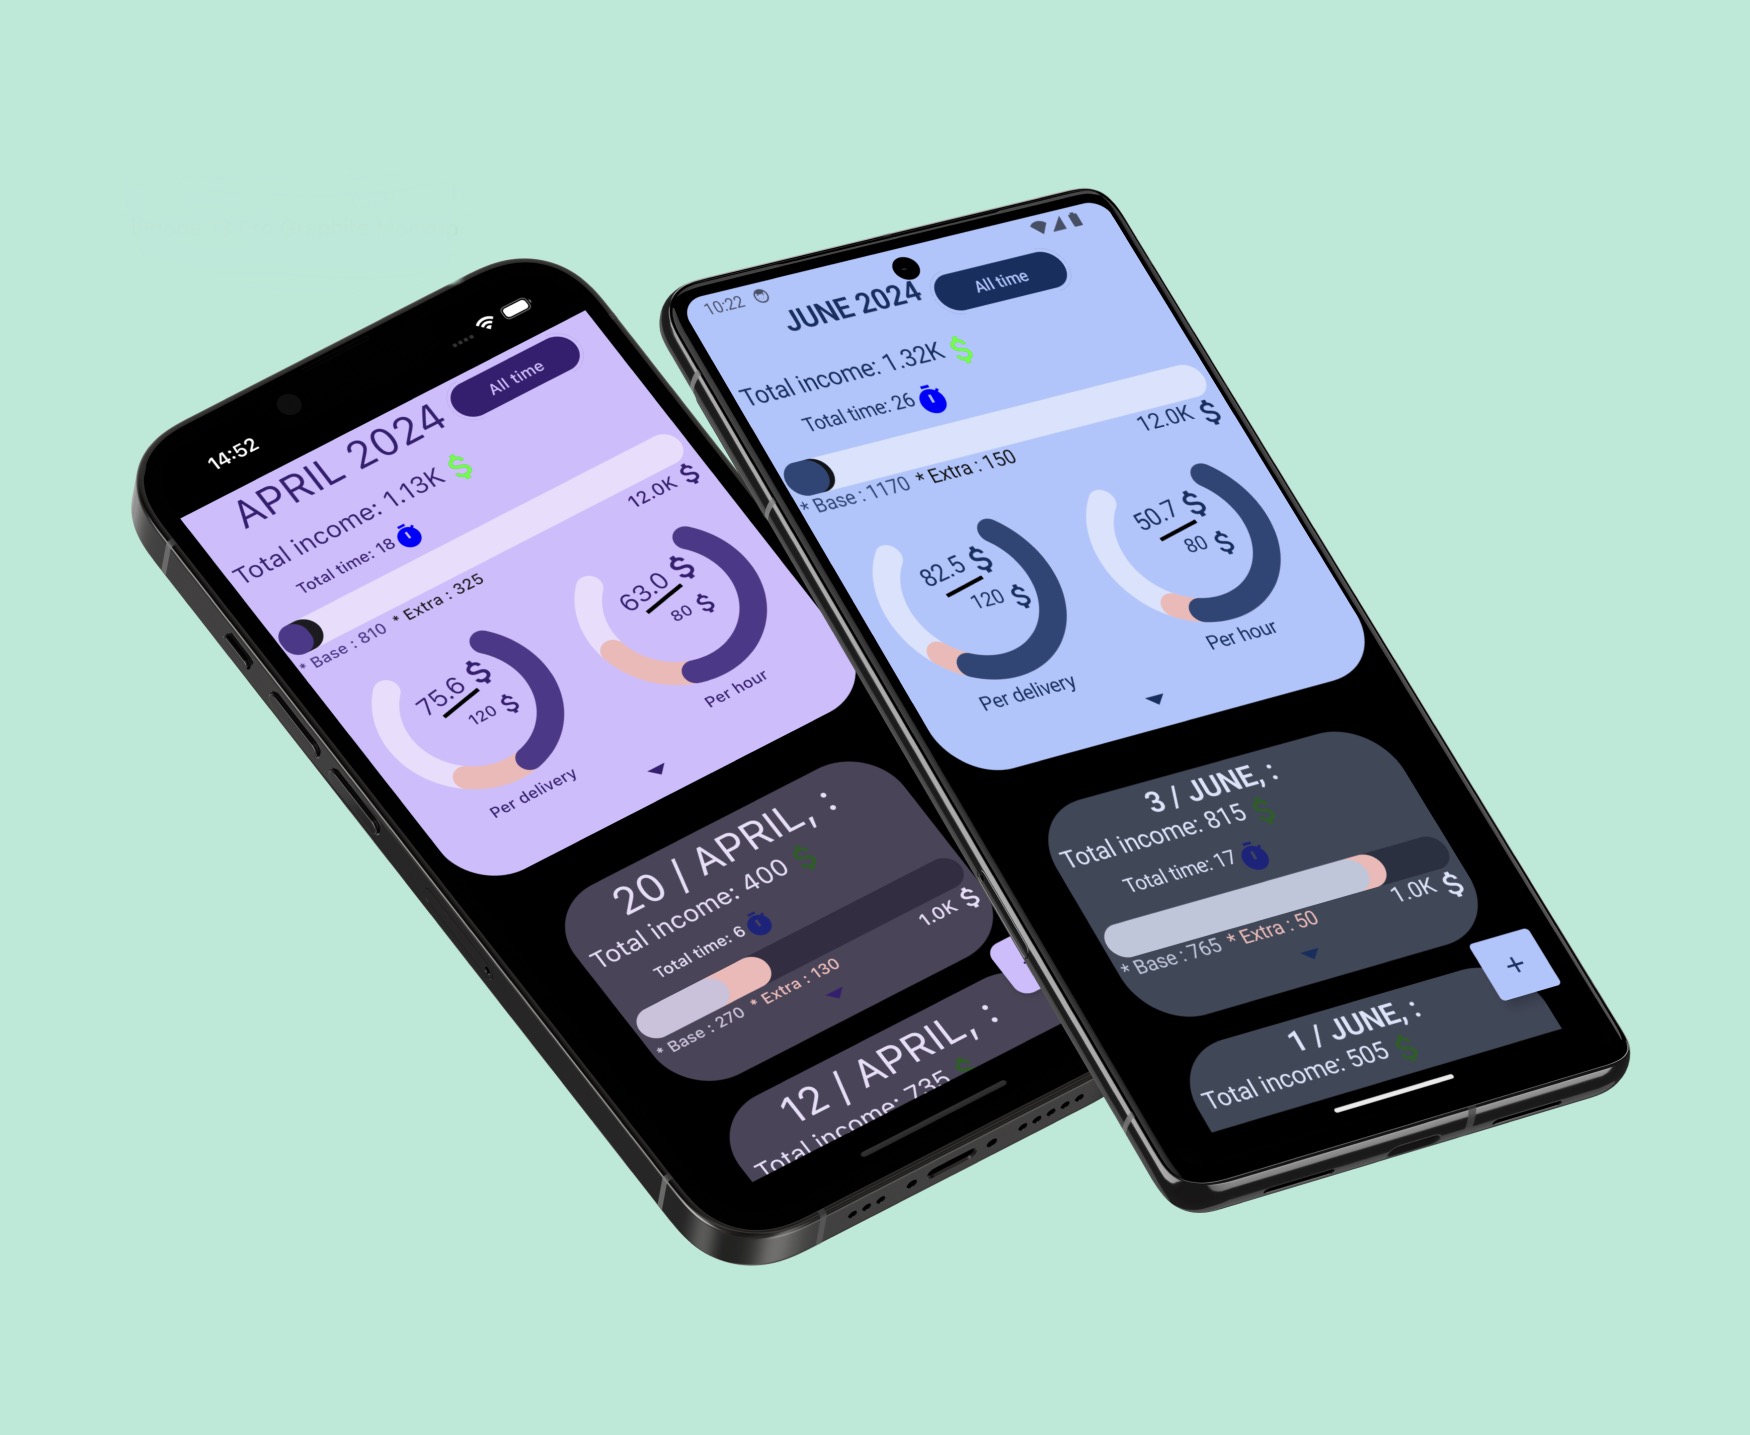 14:52
APRIL 2024
All time
Total income: 1.13K $
Total time: 18
12.0K $
* Base : 810 * Extra : 325
75.6 $
120 $
Per delivery
63.0 $
80 $
Per hour
20 / APRIL, :
Total income: 400 $
Total time: 6
1.0K $
* Base : 270 * Extra : 130
12 / APRIL, :
Total income: 735 $
10:22
JUNE 2024
All time
Total income: 1.32K $
Total time: 26
12.0K $
* Base : 1170 * Extra : 150
82.5 $
120 $
Per delivery
50.7 $
80 $
Per hour
3 / JUNE, :
Total income: 815 $
Total time: 17
1.0K $
* Base : 765 * Extra : 50
+
1 / JUNE, :
Total income: 505 $